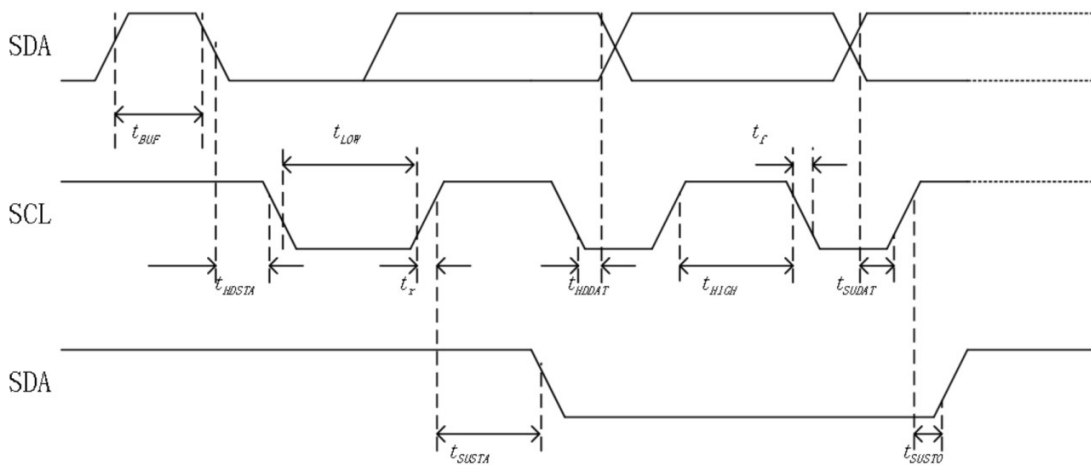 SDA
t_BUF t_LOW t_f
SCL
t_HDSTA t_r t_HDDAT t_HIGH t_SUDAT
SDA
t_SUSTA t_SUSTO